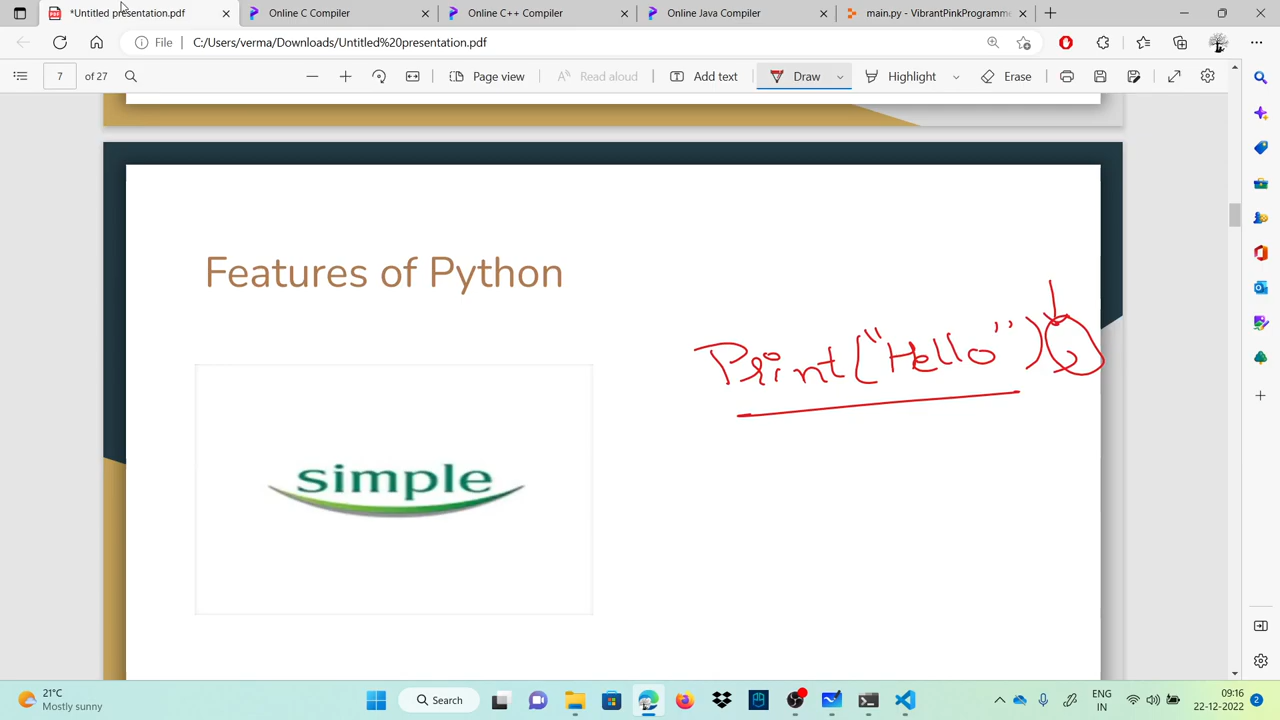 *Untitled presentation.pdf
Online C Compiler
Online C++ Compiler
Online Java Compiler
main.py - VibrantPinkProgramme
File
C:/Users/verma/Downloads/Untitled%20presentation.pdf
7 of 27
Page view
Read aloud
Add text
Draw
Highlight
Erase
Features of Python
Print("Hello")
simple
21°C
Mostly sunny
Search
ENG
IN
09:16
22-12-2022
2